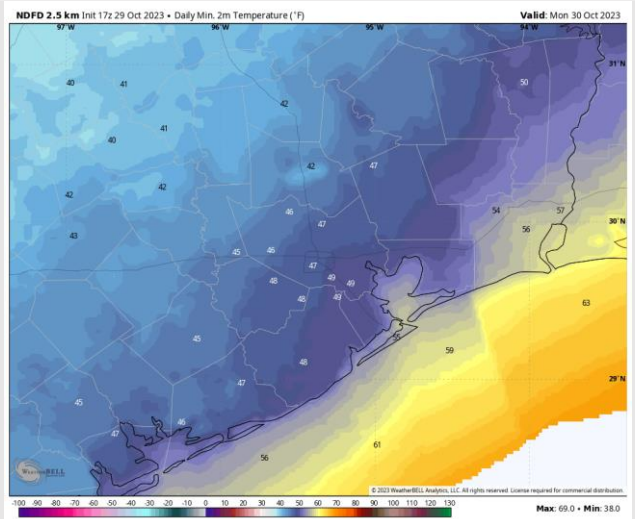 NDFD 2.5 km Init 17z 29 Oct 2023 • Daily Min. 2m Temperature (°F) Valid: Mon 30 Oct 2023
97°W 96°W 95°W 94°W
31°N
40 41 50
42
41
40
42 47
42 42
46 54 57
47 56 30°N
43
45 46
47
48 49 49
48 49 63
55
45 59
48 29°N
47
45
46
47 61
56
WeatherBELL
© 2023 WeatherBELL Analytics, LLC. All rights reserved. License required for commercial distribution.
-100 -90 -80 -70 -60 -50 -40 -30 -20 -10 0 10 20 30 40 50 60 70 80 90 100 110 120 130 Max: 69.0 • Min: 38.0